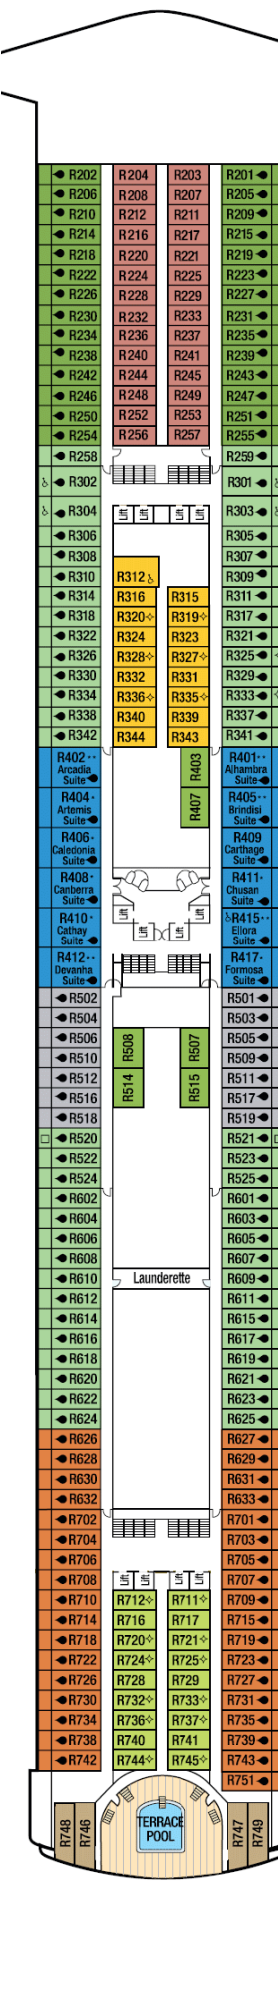 R202 R204 R203 R201
R206 R208 R207 R205
R210 R212 R211 R209
R214 R216 R217 R215
R218 R220 R221 R219
R222 R224 R225 R223
R226 R228 R229 R227
R230 R232 R233 R231
R234 R236 R237 R235
R238 R240 R241 R239
R242 R244 R245 R243
R246 R248 R249 R247
R250 R252 R253 R251
R254 R256 R257 R255
R258 R259
R302 R301
R304 Lift Lift Lift Lift R303
R306 R305
R308 R307
R310 R312 R309
R314 R316 R315 R311
R318 R320 R319 R317
R322 R324 R323 R321
R326 R328 R327 R325
R330 R332 R331 R329
R334 R336 R335 R333
R338 R340 R339 R337
R342 R344 R343 R341
R402 •• R403 R401 ••
Arcadia Alhambra
Suite Suite
R404 • R407 R405 ••
Artemis Brindisi
Suite Suite
R406 • R409
Caledonia Carthage
Suite Suite
R408 • R411 •
Canberra Chusan
Suite Suite
R410 • Lift Lift R415 ••
Cathay Lift Lift Ellora
Suite Suite
R412 •• R417 •
Devanha Formosa
Suite Suite
R502 R501
R504 R503
R506 R508 R507 R505
R510 R509
R512 R514 R515 R511
R516 R517
R518 R519
R520 R521
R522 R523
R524 R525
R602 R601
R604 R603
R606 R605
R608 R607
R610 Launderette R609
R612 R611
R614 R615
R616 R617
R618 R619
R620 R621
R622 R623
R624 R625
R626 R627
R628 R629
R630 R631
R632 R633
R702 R701
R704 R703
R706 R705
R708 Lift Lift Lift Lift R707
R710 R712 R711 R709
R714 R716 R717 R715
R718 R720 R721 R719
R722 R724 R725 R723
R726 R728 R729 R727
R730 R732 R733 R731
R734 R736 R737 R735
R738 R740 R741 R739
R742 R744 R745 R743
R751
R748 R746 TERRACE R747 R749
POOL